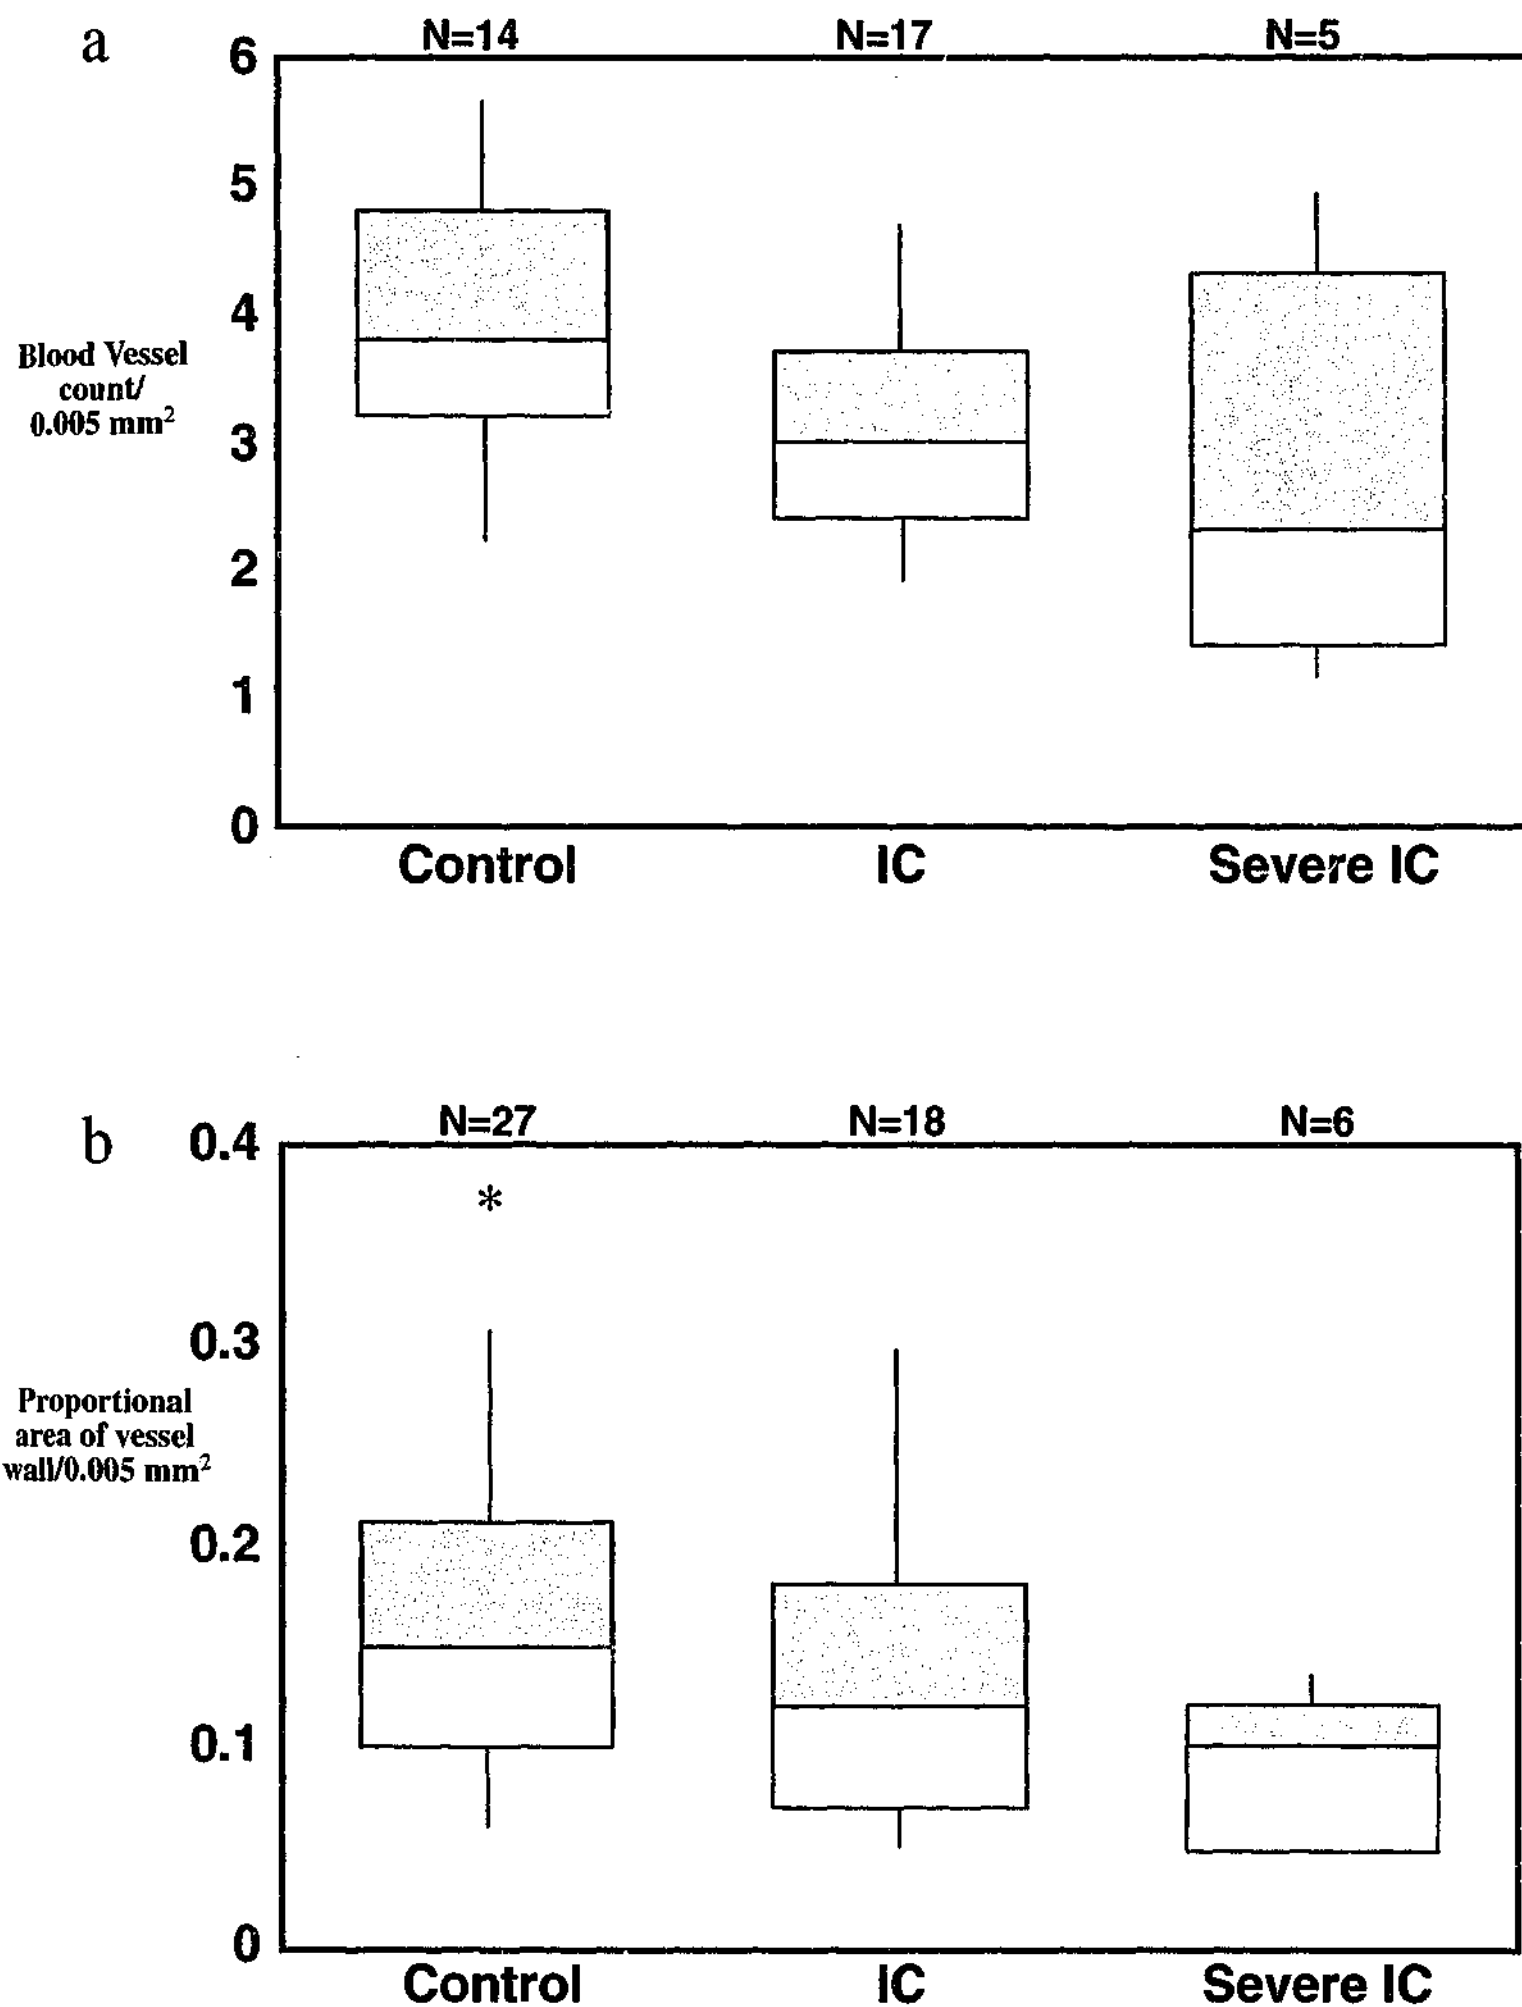 a
N=14 N=17 N=5
6
5
4
3
2
1
0
Blood Vessel
count/
0.005 mm²
Control IC Severe IC
b
N=27 N=18 N=6
0.4
0.3
0.2
0.1
0
*
Proportional
area of vessel
wall/0.005 mm²
Control IC Severe IC